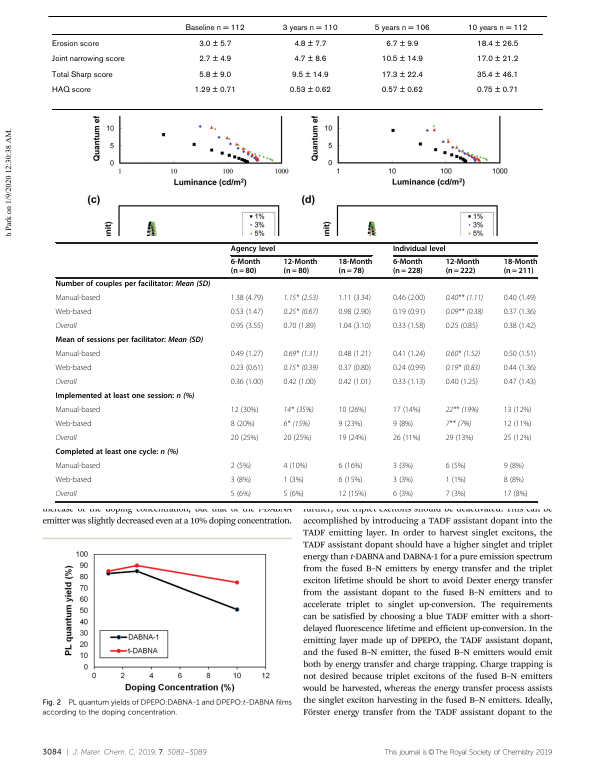 Baseline n = 112 3 years n = 110 5 years n = 106 10 years n = 112
Erosion score 3.0 ± 5.7 4.8 ± 7.7 6.7 ± 9.9 18.4 ± 26.5
Joint narrowing score 2.7 ± 4.9 4.7 ± 8.6 10.5 ± 14.9 17.0 ± 21.2
Total Sharp score 5.8 ± 9.0 9.5 ± 14.9 17.3 ± 22.4 35.4 ± 46.1
HAQ score 1.29 ± 0.71 0.53 ± 0.62 0.57 ± 0.62 0.75 ± 0.71
h Park on 1/9/2020 12:30:38 AM.
Quantum ef
10
5
0
1 10 100 1000
Luminance (cd/m²)
Quantum ef
10
5
0
1 10 100 1000
Luminance (cd/m²)
(c)
unit)
1%
3%
5%
(d)
unit)
1%
3%
5%
Agency level Individual level
6-Month 12-Month 18-Month 6-Month 12-Month 18-Month
(n = 80) (n = 80) (n = 78) (n = 228) (n = 222) (n = 211)
Number of couples per facilitator: Mean (SD)
Manual-based 1.38 (4.79) 1.15* (2.53) 1.11 (3.34) 0.46 (2.00) 0.40** (1.11) 0.40 (1.49)
Web-based 0.53 (1.47) 0.25* (0.67) 0.98 (2.90) 0.19 (0.91) 0.09** (0.38) 0.37 (1.36)
Overall 0.95 (3.55) 0.70 (1.89) 1.04 (3.10) 0.33 (1.58) 0.25 (0.85) 0.38 (1.42)
Mean of sessions per facilitator: Mean (SD)
Manual-based 0.49 (1.27) 0.69* (1.31) 0.48 (1.21) 0.41 (1.24) 0.60* (1.52) 0.50 (1.51)
Web-based 0.23 (0.61) 0.15* (0.39) 0.37 (0.80) 0.24 (0.99) 0.19* (0.83) 0.44 (1.36)
Overall 0.36 (1.00) 0.42 (1.00) 0.42 (1.01) 0.33 (1.13) 0.40 (1.25) 0.47 (1.43)
Implemented at least one session: n (%)
Manual-based 12 (30%) 14* (35%) 10 (26%) 17 (14%) 22** (19%) 13 (12%)
Web-based 8 (20%) 6* (15%) 9 (23%) 9 (8%) 7** (7%) 12 (11%)
Overall 20 (25%) 20 (25%) 19 (24%) 26 (11%) 29 (13%) 25 (12%)
Completed at least one cycle: n (%)
Manual-based 2 (5%) 4 (10%) 6 (16%) 3 (3%) 6 (5%) 9 (8%)
Web-based 3 (8%) 1 (3%) 6 (15%) 3 (3%) 1 (1%) 8 (8%)
Overall 5 (6%) 5 (6%) 12 (15%) 6 (3%) 7 (3%) 17 (8%)
increase of the doping concentration, but that of the t-DABNA
emitter was slightly decreased even at a 10% doping concentration.
PL quantum yield (%)
100
90
80
70
60
50
40
30
20
10
0
DABNA-1
t-DABNA
0 2 4 6 8 10 12
Doping Concentration (%)
Fig. 2 PL quantum yields of DPEPO:DABNA-1 and DPEPO:t-DABNA films
according to the doping concentration.
further, but triplet excitons should be deactivated. This can be
accomplished by introducing a TADF assistant dopant into the
TADF emitting layer. In order to harvest singlet excitons, the
TADF assistant dopant should have a higher singlet and triplet
energy than t-DABNA and DABNA-1 for a pure emission spectrum
from the fused B–N emitters by energy transfer and the triplet
exciton lifetime should be short to avoid Dexter energy transfer
from the assistant dopant to the fused B–N emitters and to
accelerate triplet to singlet up-conversion. The requirements
can be satisfied by choosing a blue TADF emitter with a short-
delayed fluorescence lifetime and efficient up-conversion. In the
emitting layer made up of DPEPO, the TADF assistant dopant,
and the fused B–N emitter, the fused B–N emitters would emit
both by energy transfer and charge trapping. Charge trapping is
not desired because triplet excitons of the fused B–N emitters
would be harvested, whereas the energy transfer process assists
the singlet exciton harvesting in the fused B–N emitters. Ideally,
Förster energy transfer from the TADF assistant dopant to the
3084 | J. Mater. Chem. C, 2019, 7, 3082–3089 This journal is © The Royal Society of Chemistry 2019